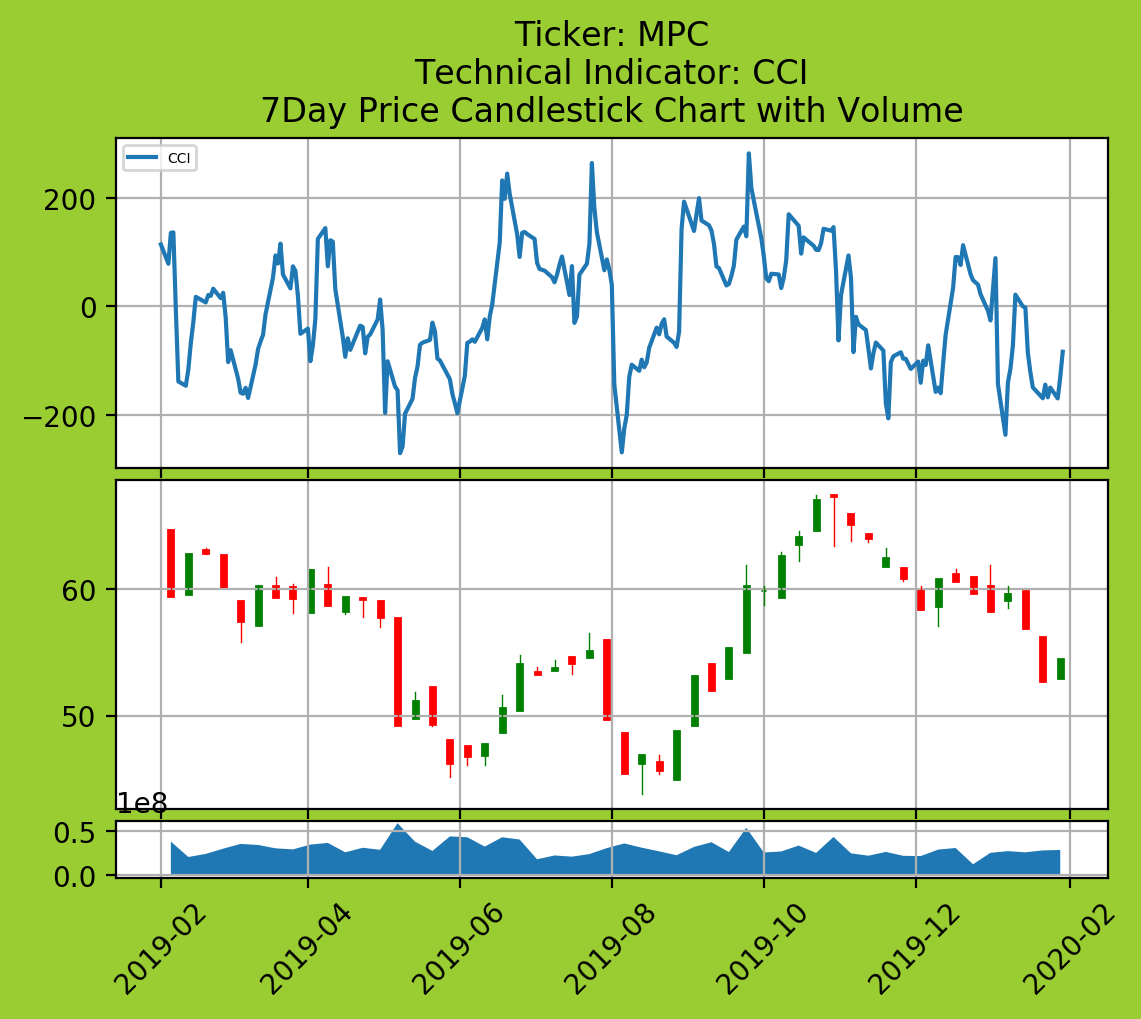 Ticker: MPC
Technical Indicator: CCI
7Day Price Candlestick Chart with Volume
CCI
200
0
−200
60
50
1e8
0.5
0.0
2019-02
2019-04
2019-06
2019-08
2019-10
2019-12
2020-02